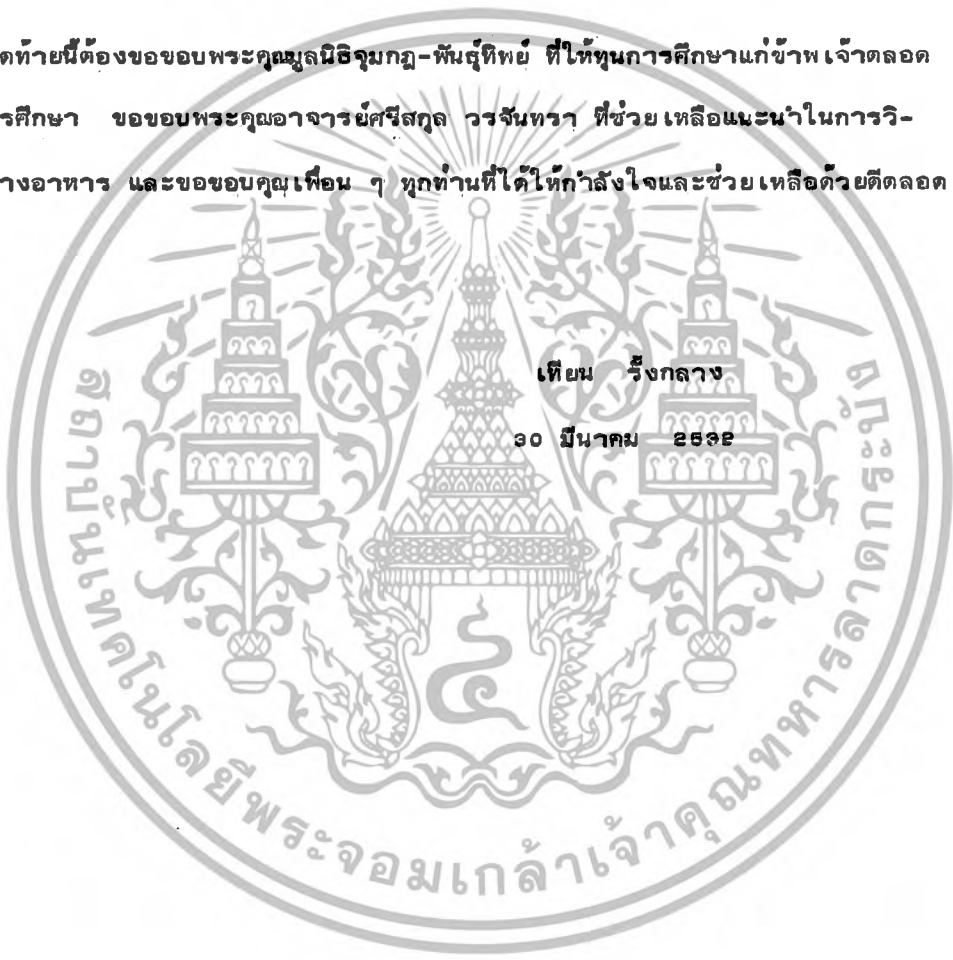 ดท้ายนี้ต้องขอขอบพระคุณมูลนิธิจุมภฏ-พันธุ์ทิพย์ ที่ให้ทุนการศึกษาแก่ข้าพเจ้าตลอด
รศึกษา ขอขอบพระคุณอาจารย์ศรีสกุล วรจันทรา ที่ช่วยเหลือแนะนำในการวิ-
างอาหาร และขอขอบคุณเพื่อน ๆ ทุกท่านที่ได้ให้กำลังใจและช่วยเหลือด้วยดีตลอด
เทียน รั้งกลาง
30 มีนาคม 2532
สถาบันเทคโนโลยีพระจอมเกล้าเจ้าคุณทหารลาดกระบัง
๔